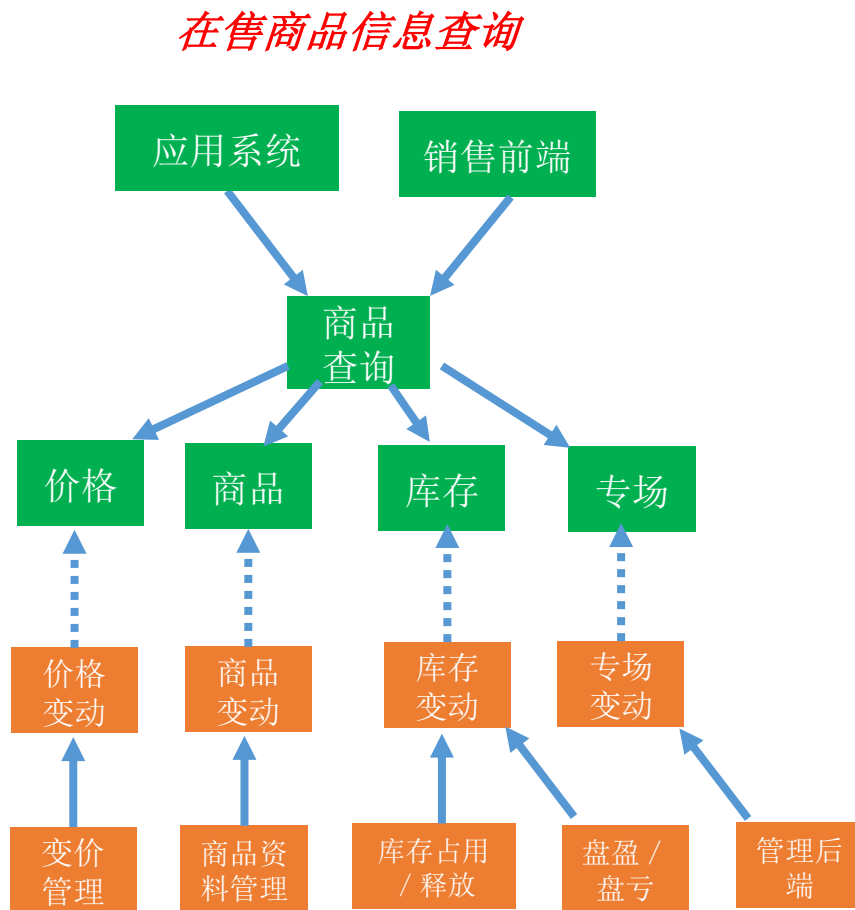 在售商品信息查询
应用系统
销售前端
商品
查询
价格
商品
库存
专场
价格
变动
商品
变动
库存
变动
专场
变动
变价
管理
商品资
料管理
库存占用
/ 释放
盘盈 /
盘亏
管理后
端